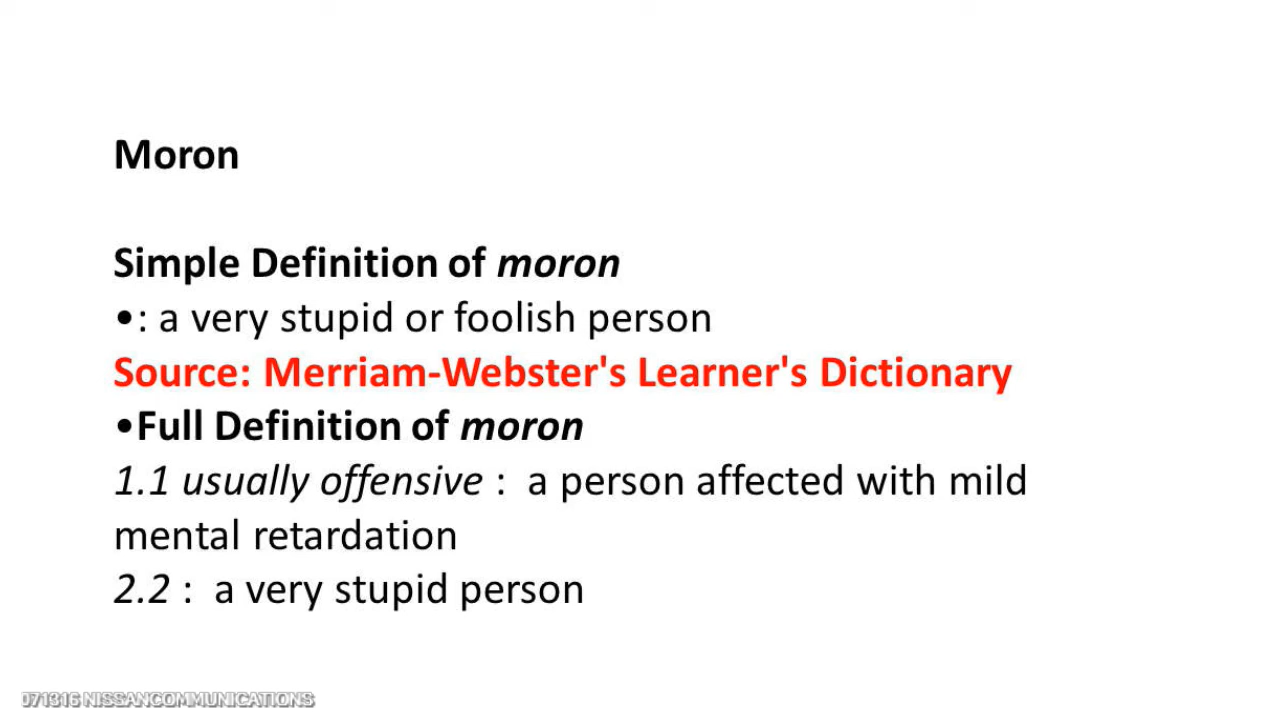 Moron
Simple Definition of moron
•: a very stupid or foolish person
Source: Merriam-Webster's Learner's Dictionary
•Full Definition of moron
1.1 usually offensive :  a person affected with mild
mental retardation
2.2 :  a very stupid person
071316 NISSANCOMMUNICATIONS